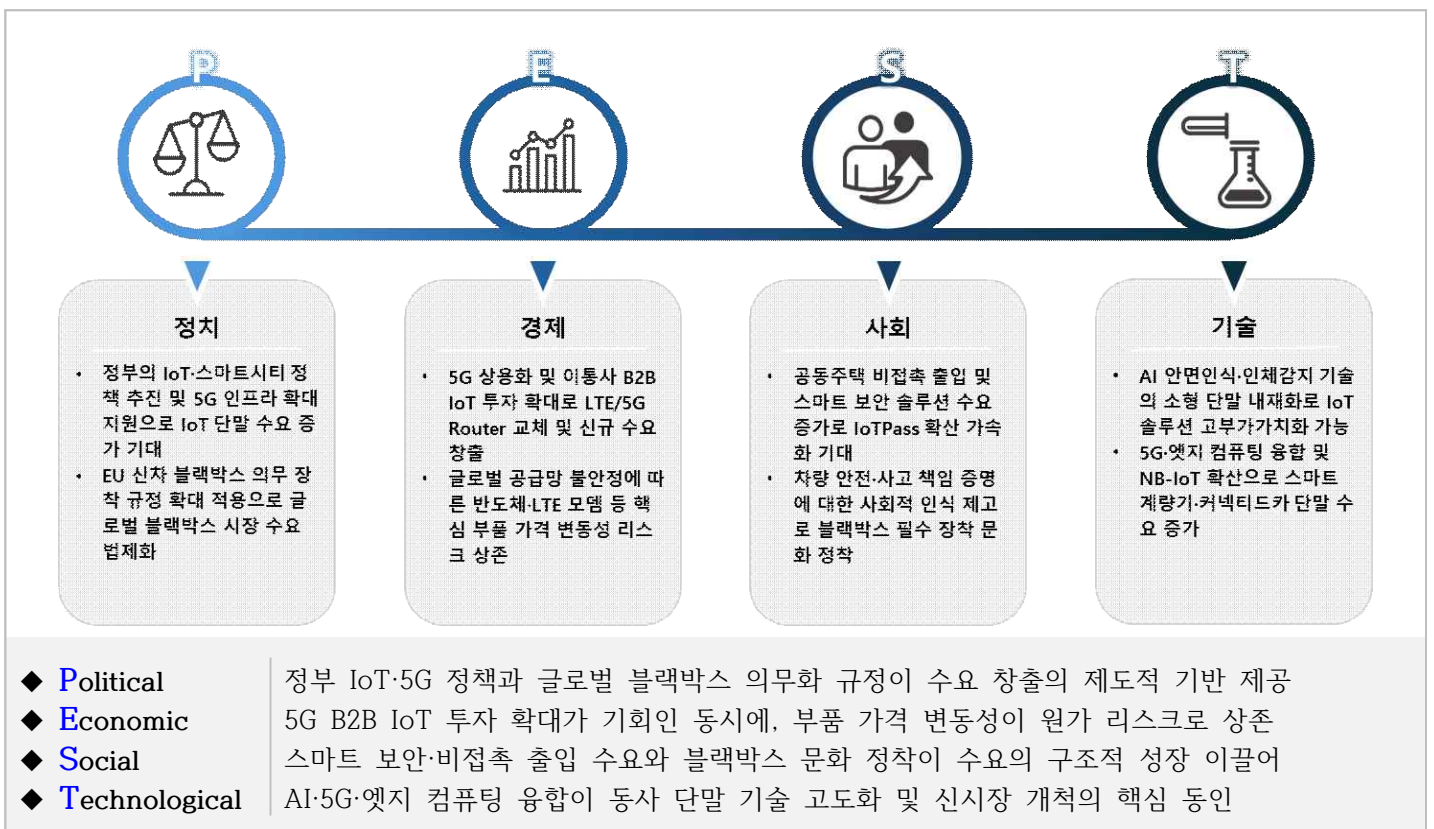 P
E
S
T
정치
• 정부의 IoT·스마트시티 정
책 추진 및 5G 인프라 확대
지원으로 IoT 단말 수요 증
가 기대
• EU 신차 블랙박스 의무 장
착 규정 확대 적용으로 글
로벌 블랙박스 시장 수요
법제화
경제
• 5G 상용화 및 이통사 B2B
IoT 투자 확대로 LTE/5G
Router 교체 및 신규 수요
창출
• 글로벌 공급망 불안정에 따
른 반도체·LTE 모뎀 등 핵
심 부품 가격 변동성 리스
크 상존
사회
• 공동주택 비접촉 출입 및
스마트 보안 솔루션 수요
증가로 IoTPass 확산 가속
화 기대
• 차량 안전·사고 책임 증명
에 대한 사회적 인식 제고
로 블랙박스 필수 장착 문
화 정착
기술
• AI 안면인식·인체감지 기술
의 소형 단말 내재화로 IoT
솔루션 고부가가치화 가능
• 5G·엣지 컴퓨팅 융합 및
NB-IoT 확산으로 스마트
계량기·커넥티드카 단말 수
요 증가
◆ Political 정부 IoT·5G 정책과 글로벌 블랙박스 의무화 규정이 수요 창출의 제도적 기반 제공
◆ Economic 5G B2B IoT 투자 확대가 기회인 동시에, 부품 가격 변동성이 원가 리스크로 상존
◆ Social 스마트 보안·비접촉 출입 수요와 블랙박스 문화 정착이 수요의 구조적 성장 이끌어
◆ Technological AI·5G·엣지 컴퓨팅 융합이 동사 단말 기술 고도화 및 신시장 개척의 핵심 동인